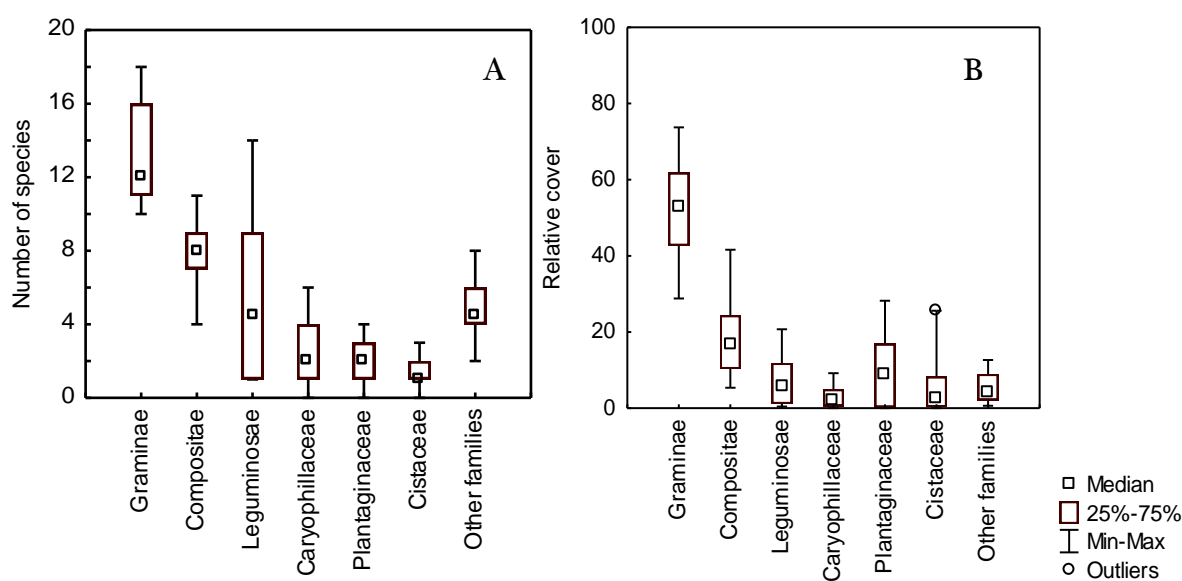 A
Number of species
20
16
12
8
4
0
Graminae
Compositae
Leguminosae
Caryophillaceae
Plantaginaceae
Cistaceae
Other families
B
Relative cover
100
80
60
40
20
0
Graminae
Compositae
Leguminosae
Caryophillaceae
Plantaginaceae
Cistaceae
Other families
Median
25%-75%
Min-Max
Outliers